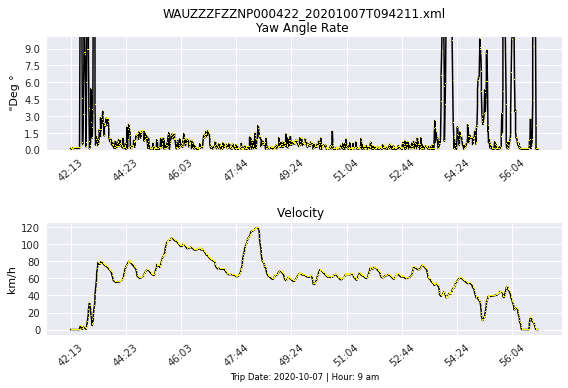 WAUZZZFZZNP000422_20201007T094211.xml
Yaw Angle Rate
"Deg °
9.0
7.5
6.0
4.5
3.0
1.5
0.0
42:13 44:23 46:03 47:44 49:24 51:04 52:44 54:24 56:04
Velocity
km/h
120
100
80
60
40
20
0
42:13 44:23 46:03 47:44 49:24 51:04 52:44 54:24 56:04
Trip Date: 2020-10-07 | Hour: 9 am